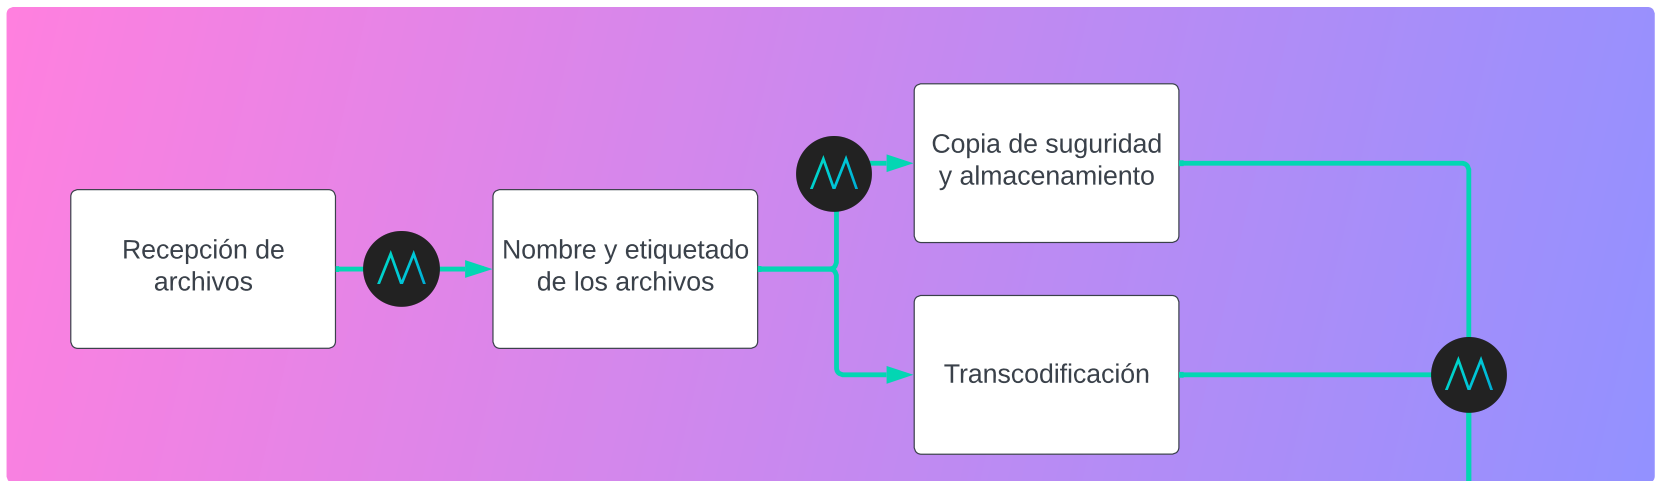 Recepción de
archivos
Nombre y etiquetado
de los archivos
Copia de suguridad
y almacenamiento
Transcodificación